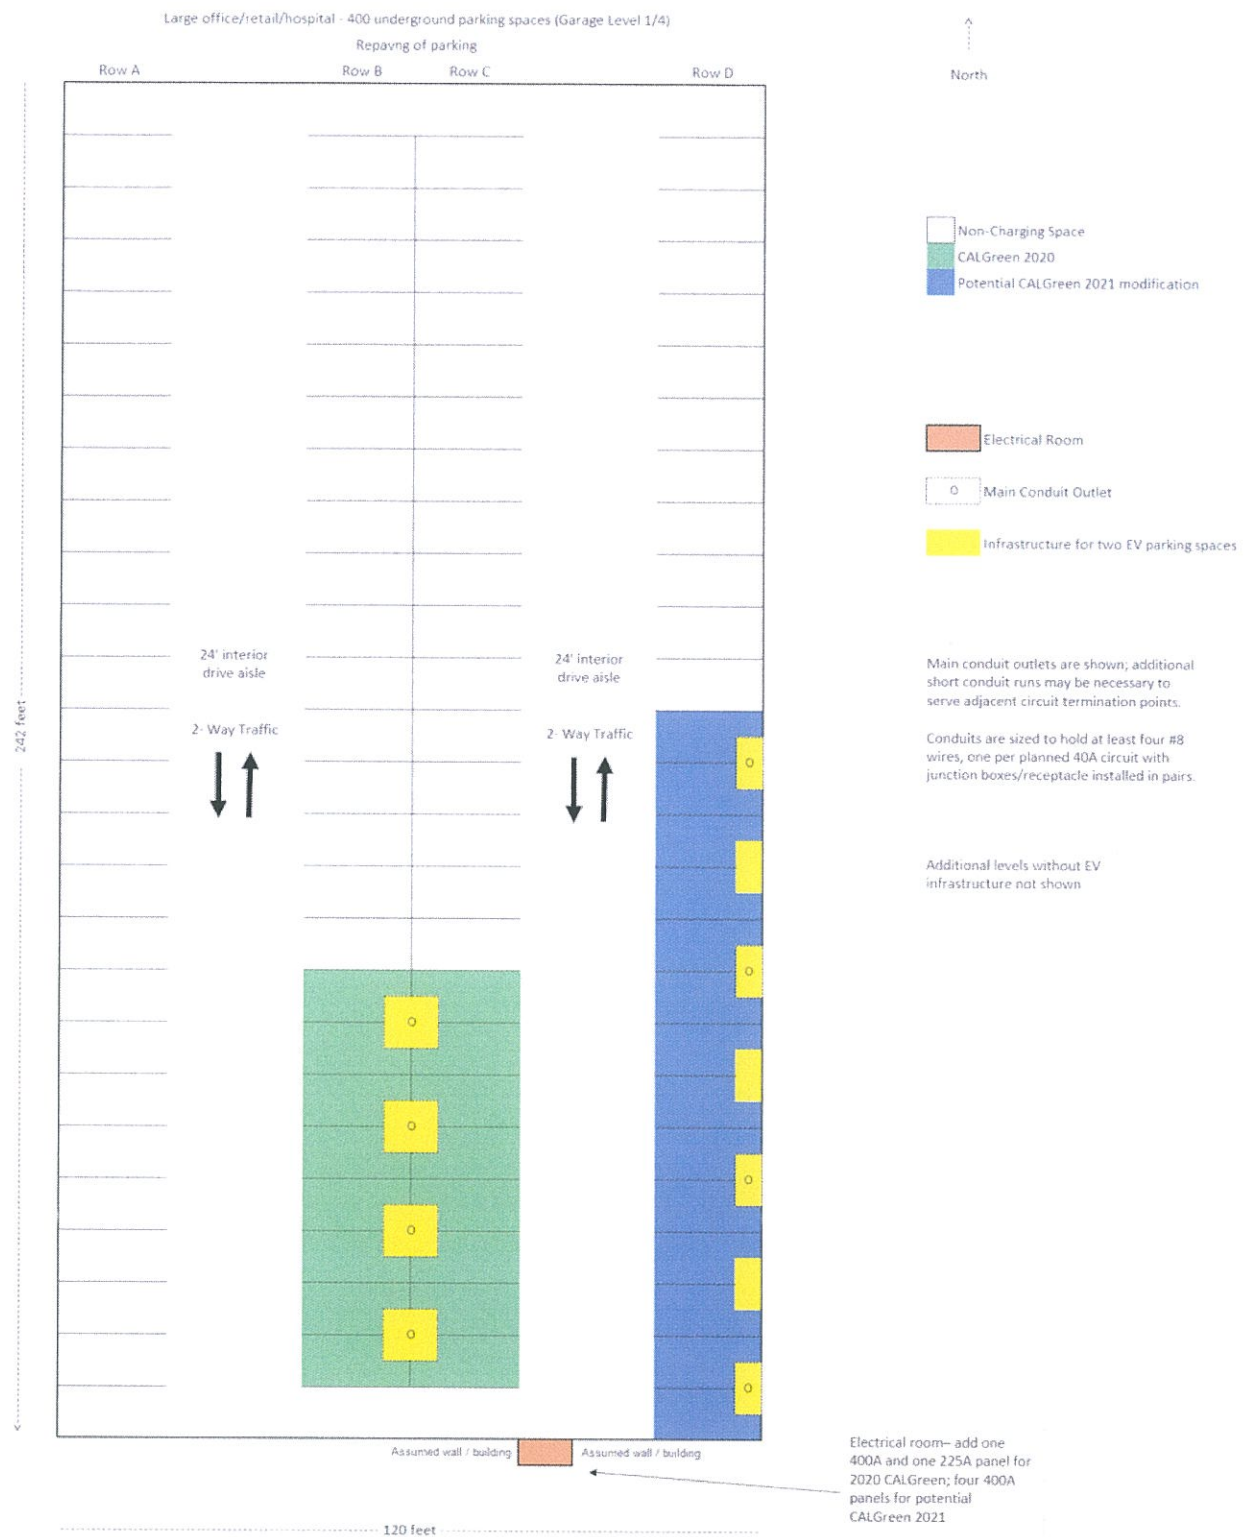 Large office/retail/hospital - 400 underground parking spaces (Garage Level 1/4)
Repavng of parking
Row A
Row B
Row C
Row D
North
Non-Charging Space
CALGreen 2020
Potential CALGreen 2021 modification
Electrical Room
O Main Conduit Outlet
Infrastructure for two EV parking spaces
24' interior
drive aisle
2- Way Traffic
24' interior
drive aisle
2- Way Traffic
242 feet
Main conduit outlets are shown; additional
short conduit runs may be necessary to
serve adjacent circuit termination points.
Conduits are sized to hold at least four #8
wires, one per planned 40A circuit with
junction boxes/receptacle installed in pairs.
Additional levels without EV
infrastructure not shown
O
O
O
O
O
O
O
O
Assumed wall / building
Assumed wall / building
Electrical room– add one
400A and one 225A panel for
2020 CALGreen; four 400A
panels for potential
CALGreen 2021
120 feet